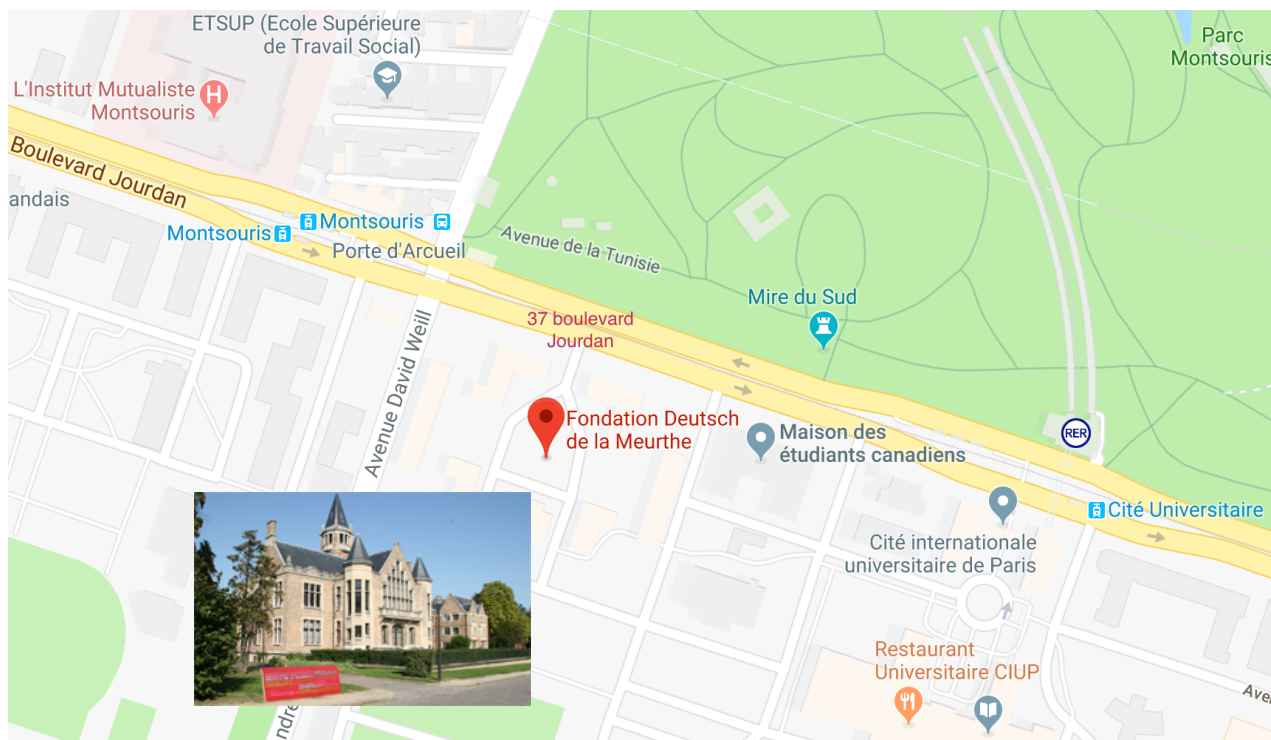 ETSUP (Ecole Supérieure
de Travail Social)
Parc
Montsouris
L'Institut Mutualiste
Montsouris
H
Boulevard Jourdan
andais
Montsouris
Montsouris
Porte d'Arcueil
Avenue de la Tunisie
Mire du Sud
37 boulevard
Jourdan
Avenue David Weill
Fondation Deutsch
de la Meurthe
Maison des
étudiants canadiens
RER
Cité Universitaire
Cité internationale
universitaire de Paris
Restaurant
Universitaire CIUP
Ave
ndré